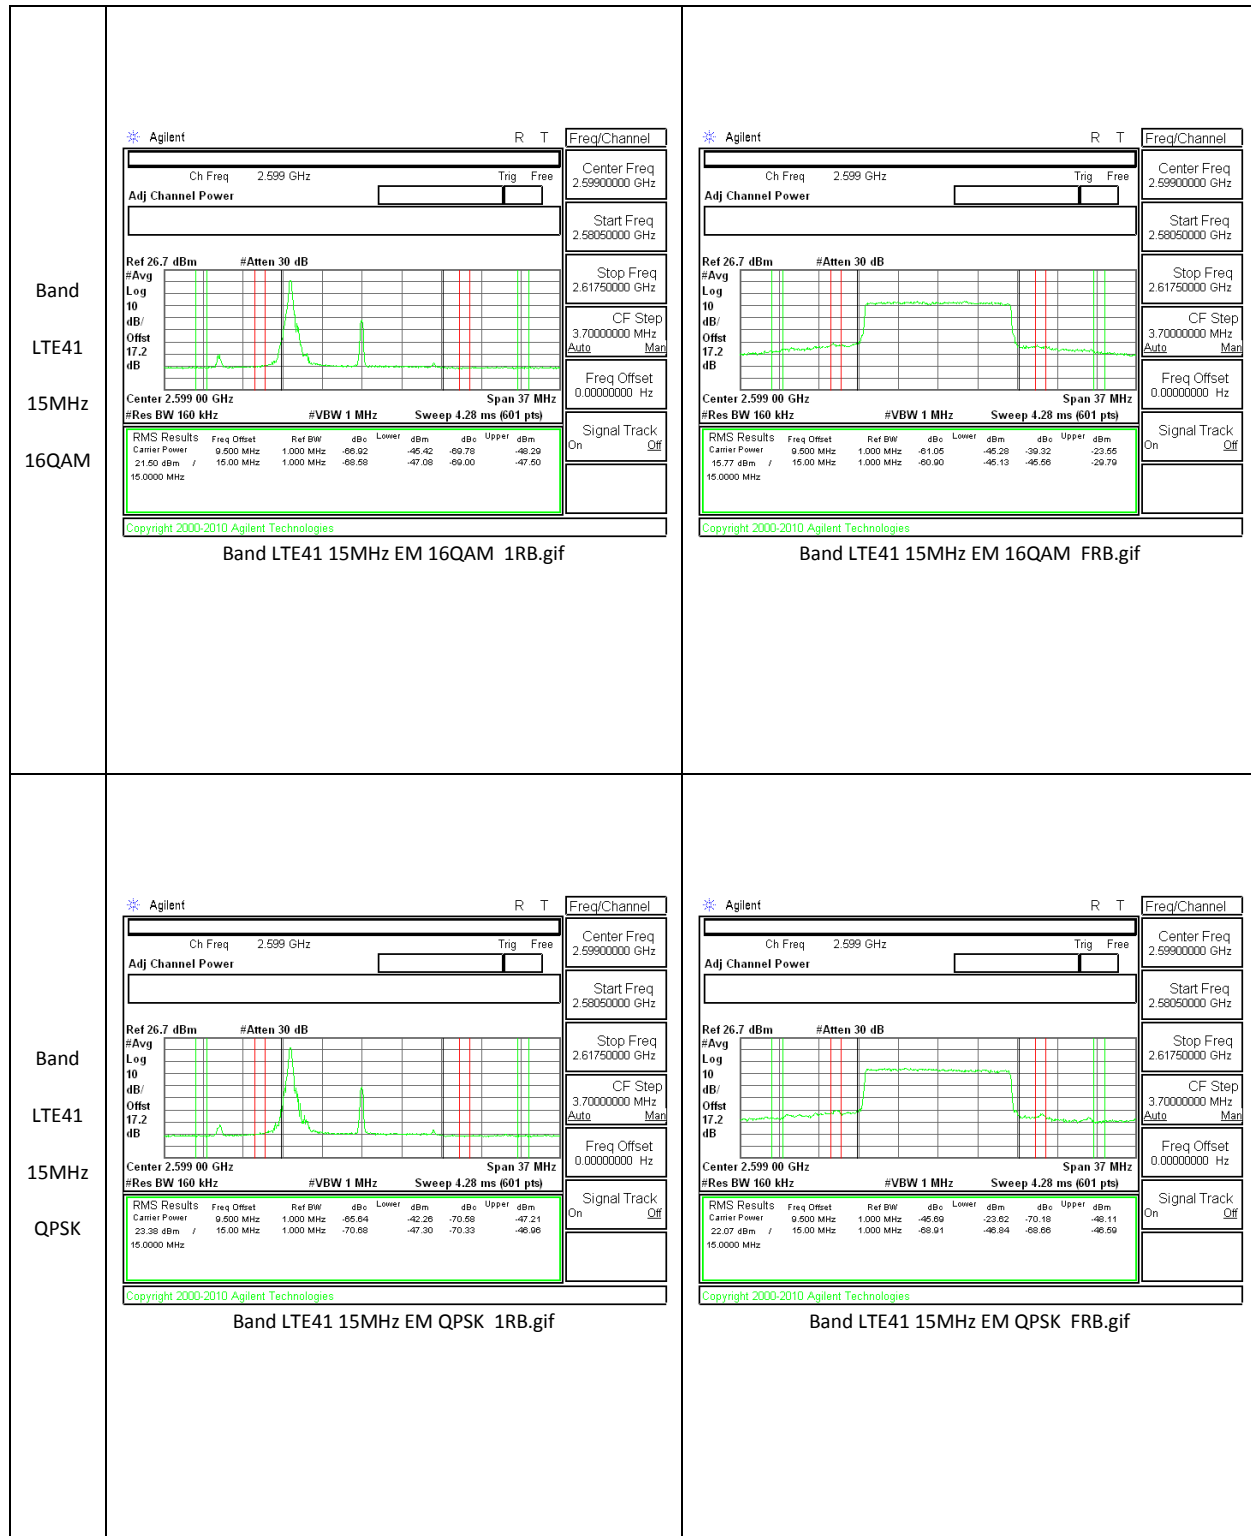 Band
LTE41
15MHz
16QAM
Agilent R T Freq/Channel
Ch Freq 2.599 GHz Trig Free
Adj Channel Power
Center Freq
2.59900000 GHz
Start Freq
2.58050000 GHz
Stop Freq
2.61750000 GHz
CF Step
3.70000000 MHz
Auto Man
Freq Offset
0.00000000 Hz
Signal Track
On Off
Ref 26.7 dBm #Atten 30 dB
#Avg
Log
10
dB/
Offst
17.2
dB
Center 2.599 00 GHz Span 37 MHz
#Res BW 160 kHz #VBW 1 MHz Sweep 4.28 ms (601 pts)
RMS Results Freq Offset Ref BW dBc Lower dBm dBc Upper dBm
Carrier Power 9.500 MHz 1.000 MHz -66.92 -45.42 -69.78 -48.29
21.50 dBm / 15.00 MHz 1.000 MHz -68.58 -47.08 -69.00 -47.50
15.0000 MHz
Copyright 2000-2010 Agilent Technologies
Band LTE41 15MHz EM 16QAM 1RB.gif
Agilent R T Freq/Channel
Ch Freq 2.599 GHz Trig Free
Adj Channel Power
Center Freq
2.59900000 GHz
Start Freq
2.58050000 GHz
Stop Freq
2.61750000 GHz
CF Step
3.70000000 MHz
Auto Man
Freq Offset
0.00000000 Hz
Signal Track
On Off
Ref 26.7 dBm #Atten 30 dB
#Avg
Log
10
dB/
Offst
17.2
dB
Center 2.599 00 GHz Span 37 MHz
#Res BW 160 kHz #VBW 1 MHz Sweep 4.28 ms (601 pts)
RMS Results Freq Offset Ref BW dBc Lower dBm dBc Upper dBm
Carrier Power 9.500 MHz 1.000 MHz -61.05 -45.28 -39.32 -23.55
15.77 dBm / 15.00 MHz 1.000 MHz -60.90 -45.13 -45.56 -29.79
15.0000 MHz
Copyright 2000-2010 Agilent Technologies
Band LTE41 15MHz EM 16QAM FRB.gif
Band
LTE41
15MHz
QPSK
Agilent R T Freq/Channel
Ch Freq 2.599 GHz Trig Free
Adj Channel Power
Center Freq
2.59900000 GHz
Start Freq
2.58050000 GHz
Stop Freq
2.61750000 GHz
CF Step
3.70000000 MHz
Auto Man
Freq Offset
0.00000000 Hz
Signal Track
On Off
Ref 26.7 dBm #Atten 30 dB
#Avg
Log
10
dB/
Offst
17.2
dB
Center 2.599 00 GHz Span 37 MHz
#Res BW 160 kHz #VBW 1 MHz Sweep 4.28 ms (601 pts)
RMS Results Freq Offset Ref BW dBc Lower dBm dBc Upper dBm
Carrier Power 9.500 MHz 1.000 MHz -65.64 -42.26 -70.58 -47.21
23.38 dBm / 15.00 MHz 1.000 MHz -70.68 -47.30 -70.33 -46.96
15.0000 MHz
Copyright 2000-2010 Agilent Technologies
Band LTE41 15MHz EM QPSK 1RB.gif
Agilent R T Freq/Channel
Ch Freq 2.599 GHz Trig Free
Adj Channel Power
Center Freq
2.59900000 GHz
Start Freq
2.58050000 GHz
Stop Freq
2.61750000 GHz
CF Step
3.70000000 MHz
Auto Man
Freq Offset
0.00000000 Hz
Signal Track
On Off
Ref 26.7 dBm #Atten 30 dB
#Avg
Log
10
dB/
Offst
17.2
dB
Center 2.599 00 GHz Span 37 MHz
#Res BW 160 kHz #VBW 1 MHz Sweep 4.28 ms (601 pts)
RMS Results Freq Offset Ref BW dBc Lower dBm dBc Upper dBm
Carrier Power 9.500 MHz 1.000 MHz -45.69 -23.62 -70.18 -48.11
22.07 dBm / 15.00 MHz 1.000 MHz -68.91 -46.84 -68.66 -46.59
15.0000 MHz
Copyright 2000-2010 Agilent Technologies
Band LTE41 15MHz EM QPSK FRB.gif